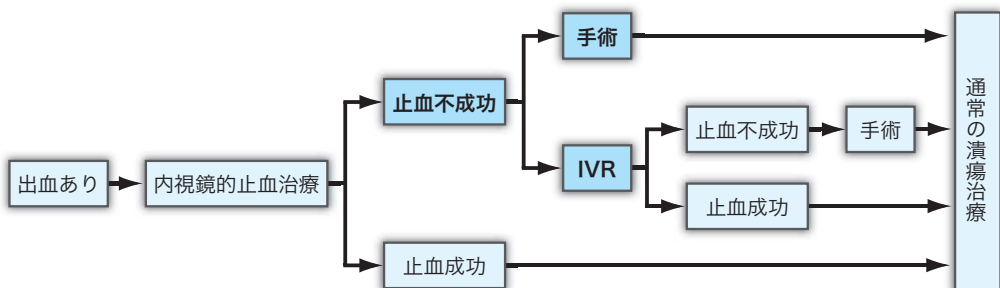 出血あり
内視鏡的止血治療
止血不成功
手術
IVR
止血不成功
手術
止血成功
止血成功
通常の潰瘍治療